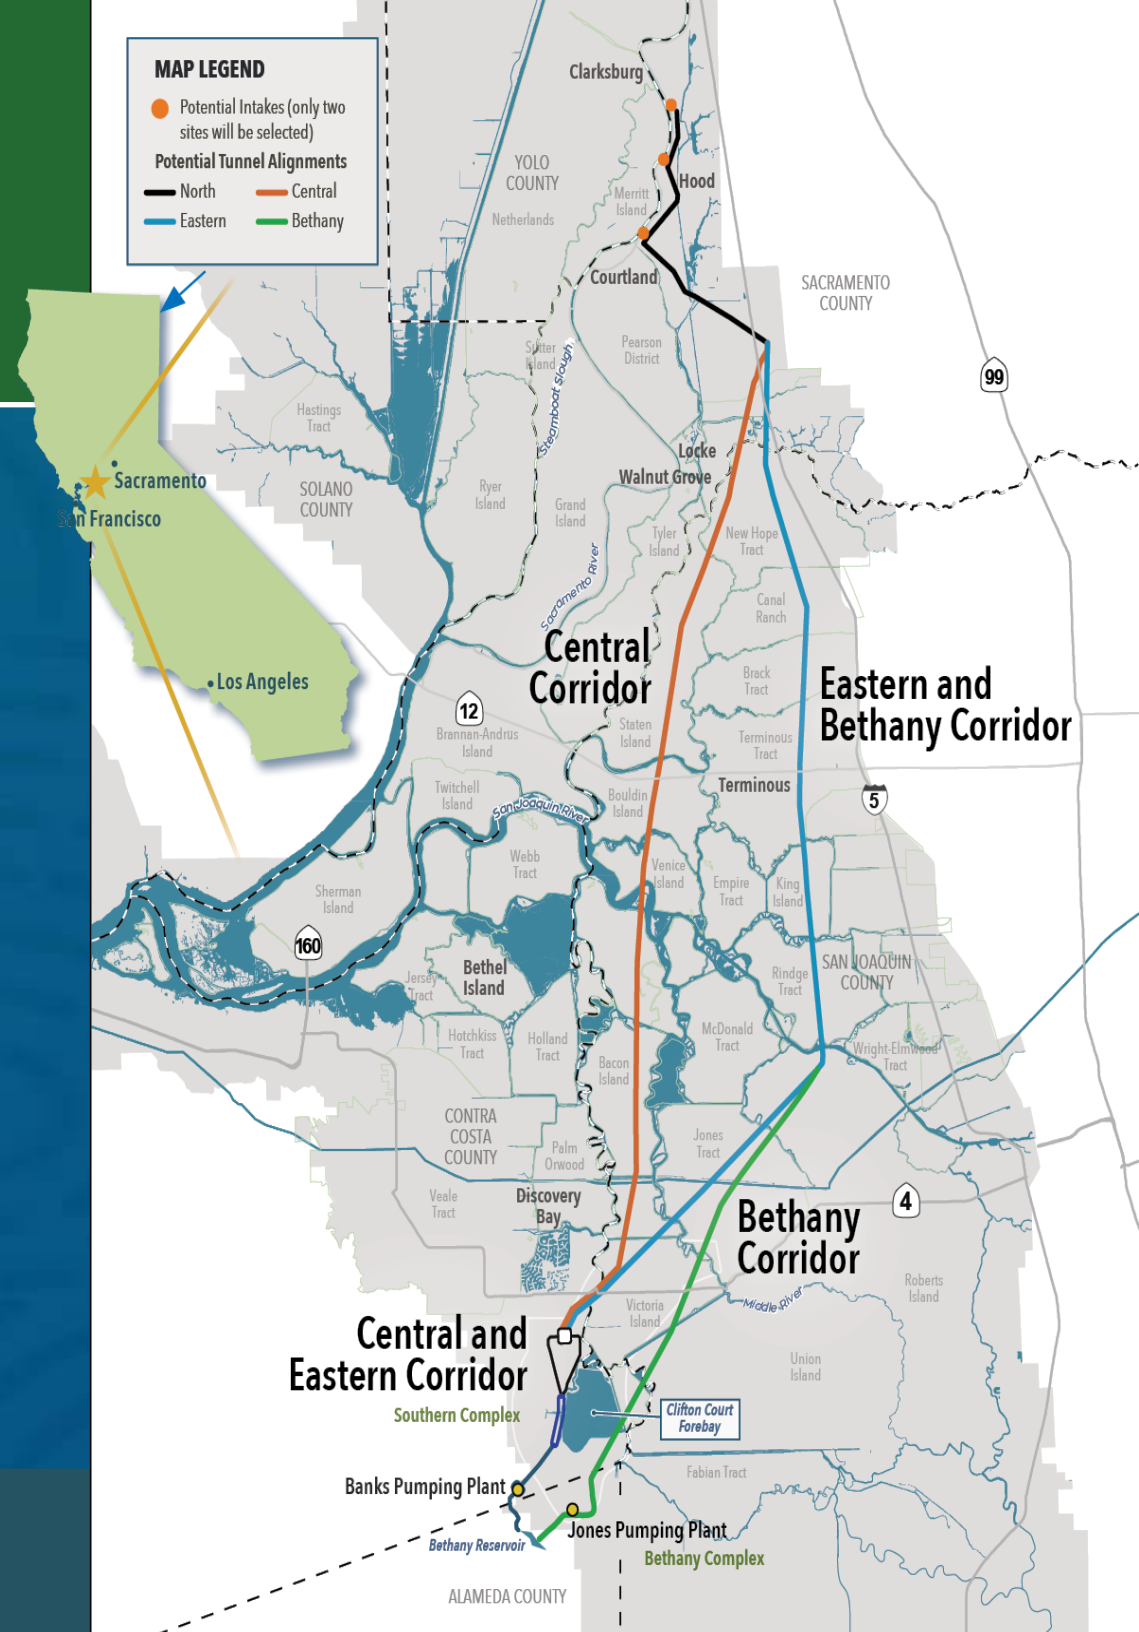 MAP LEGEND
Potential Intakes (only two
sites will be selected)
Potential Tunnel Alignments
North
Central
Eastern
Bethany
Clarksburg
YOLO
COUNTY
Netherlands
Merritt
Island
Hood
Courtland
SACRAMENTO
COUNTY
Sutter
Island
Steamboat Slough
Pearson
District
99
Hastings
Tract
Locke
Walnut Grove
Sacramento
San Francisco
SOLANO
COUNTY
Ryer
Island
Grand
Island
Tyler
Island
New Hope
Tract
Sacramento River
Canal
Ranch
Central
Corridor
Los Angeles
Brack
Tract
Eastern and
Bethany Corridor
12
Brannan-Andrus
Island
Staten
Island
Terminous
Tract
Twitchell
Island
San Joaquin River
Bouldin
Island
Terminous
5
Webb
Tract
Venice
Island
Empire
Tract
King
Island
Sherman
Island
160
Bethel
Island
Jersey
Tract
Rindge
Tract
SAN JOAQUIN
COUNTY
Hotchkiss
Tract
Holland
Tract
Bacon
Island
McDonald
Tract
Wright-Elmwood
Tract
CONTRA
COSTA
COUNTY
Palm
Orwood
Jones
Tract
Veale
Tract
Discovery
Bay
4
Bethany
Corridor
Roberts
Island
Victoria
Island
Middle River
Central and
Eastern Corridor
Southern Complex
Union
Island
Clifton Court
Forebay
Banks Pumping Plant
Fabian Tract
Jones Pumping Plant
Bethany Reservoir
Bethany Complex
ALAMEDA COUNTY